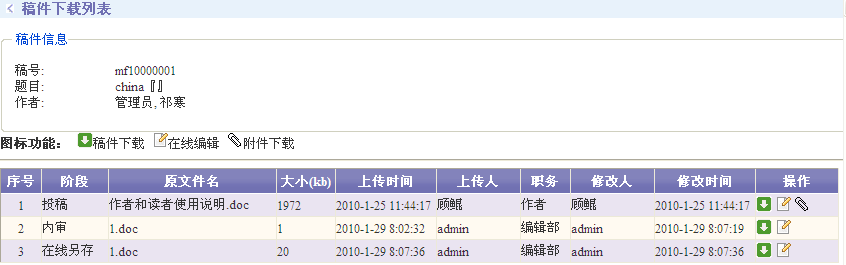 稿件下载列表
稿件信息
稿号: mf10000001
题目: china 『』
作者: 管理员, 祁寒
图标功能: 稿件下载 在线编辑 附件下载
序号 阶段 原文件名 大小(kb) 上传时间 上传人 职务 修改人 修改时间 操作
1 投稿 作者和读者使用说明.doc 1972 2010-1-25 11:44:17 顾鲲 作者 顾鲲 2010-1-25 11:44:17
2 内审 1.doc 1 2010-1-29 8:02:32 admin 编辑部 admin 2010-1-29 8:07:19
3 在线另存 1.doc 20 2010-1-29 8:07:36 admin 编辑部 admin 2010-1-29 8:07:36